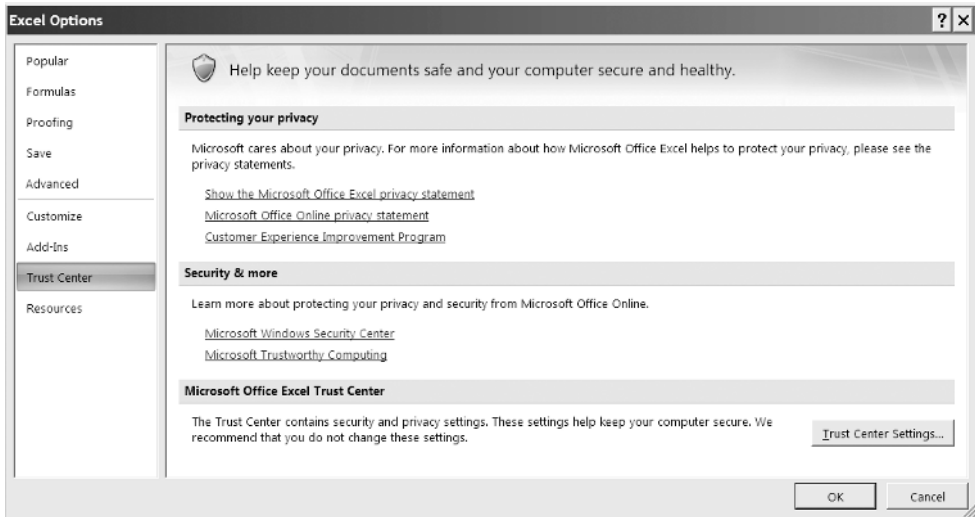 Excel Options
Popular
Formulas
Proofing
Save
Advanced
Customize
Add-Ins
Trust Center
Resources
Help keep your documents safe and your computer secure and healthy.
Protecting your privacy
Microsoft cares about your privacy. For more information about how Microsoft Office Excel helps to protect your privacy, please see the
privacy statements.
Show the Microsoft Office Excel privacy statement
Microsoft Office Online privacy statement
Customer Experience Improvement Program
Security & more
Learn more about protecting your privacy and security from Microsoft Office Online.
Microsoft Windows Security Center
Microsoft Trustworthy Computing
Microsoft Office Excel Trust Center
The Trust Center contains security and privacy settings. These settings help keep your computer secure. We
recommend that you do not change these settings.
Trust Center Settings...
OK
Cancel